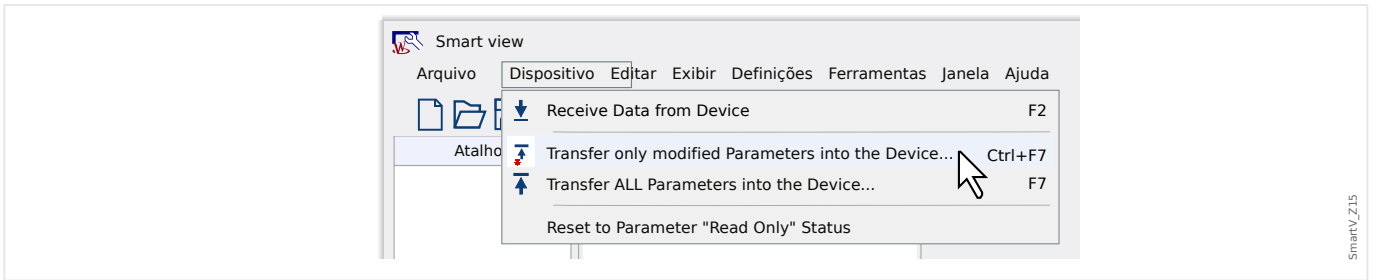 Smart view
Arquivo Dispositivo Editar Exibir Definições Ferramentas Janela Ajuda
Receive Data from Device F2
Atalho
Transfer only modified Parameters into the Device... Ctrl+F7
Transfer ALL Parameters into the Device... F7
Reset to Parameter "Read Only" Status
SmartV_Z15